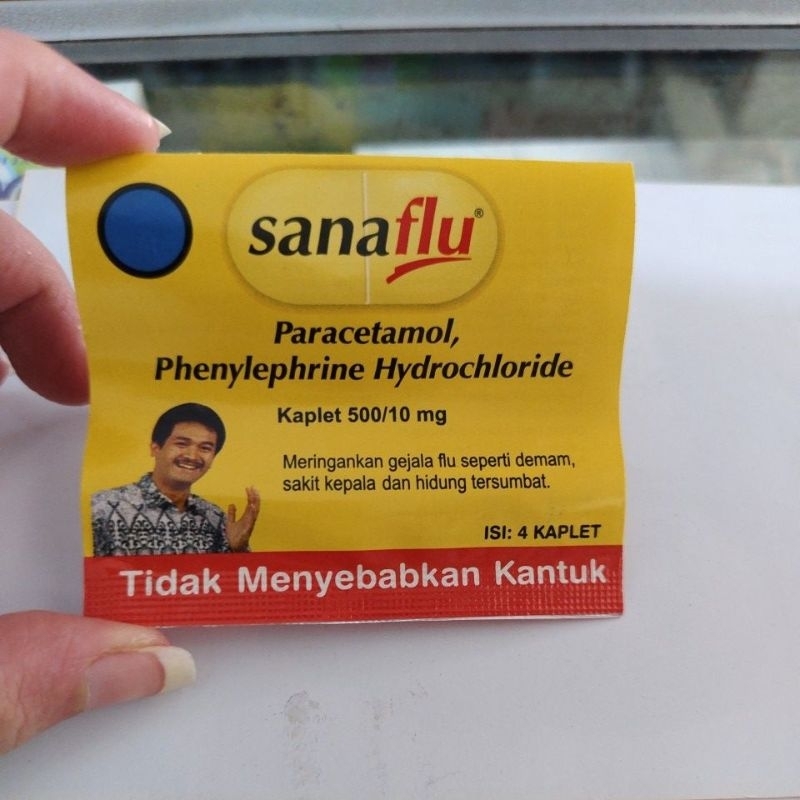 sanaflu®
Paracetamol,
Phenylephrine Hydrochloride
Kaplet 500/10 mg
Meringankan gejala flu seperti demam,
sakit kepala dan hidung tersumbat.
ISI: 4 KAPLET
Tidak Menyebabkan Kantuk